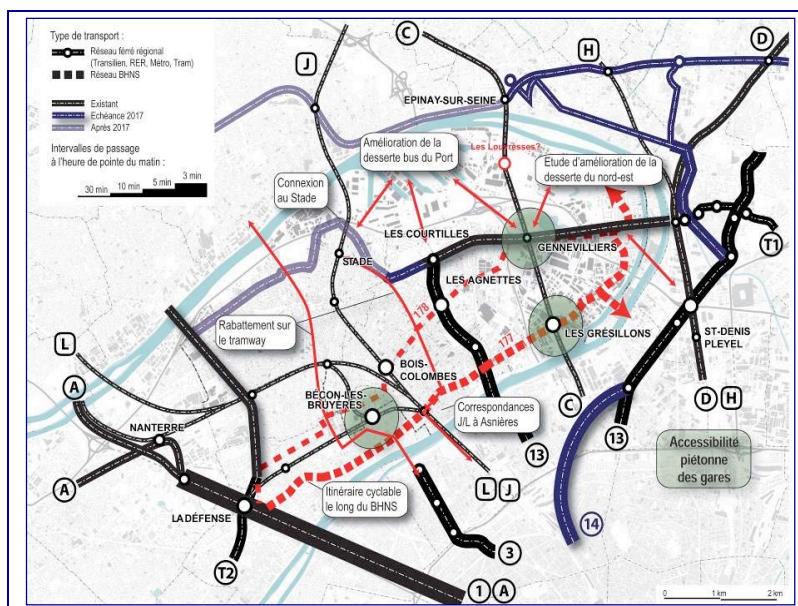 Type de transport :
Réseau férré régional
(Transilien, RER, Métro, Tram)
Réseau BHNS
Existant
Echéance 2017
Après 2017
Intervalles de passage
à l'heure de pointe du matin :
30 min
10 min
5 min
3 min
J
C
H
D
EPINAY-SUR-SEINE
Les Louvresses?
Amélioration de la
desserte bus du Port
Etude d'amélioration de la
desserte du nord-est
Connexion
au Stade
LES COURTILLES
GENNEVILLIERS
T1
STADE
LES AGNETTES
178
177
LES GRÉSILLONS
ST-DENIS
PLEYEL
Rabattement sur
le tramway
L
A
BOIS-
COLOMBES
BÉCON-LES-
BRUYÈRES
NANTERRE
Correspondances
J/L à Asnières
C
D
H
13
13
A
Accessibilité
piétonne
des gares
Itinéraire cyclable
le long du BHNS
L
J
LA DÉFENSE
14
3
T2
1
A
0
1 km
2 km